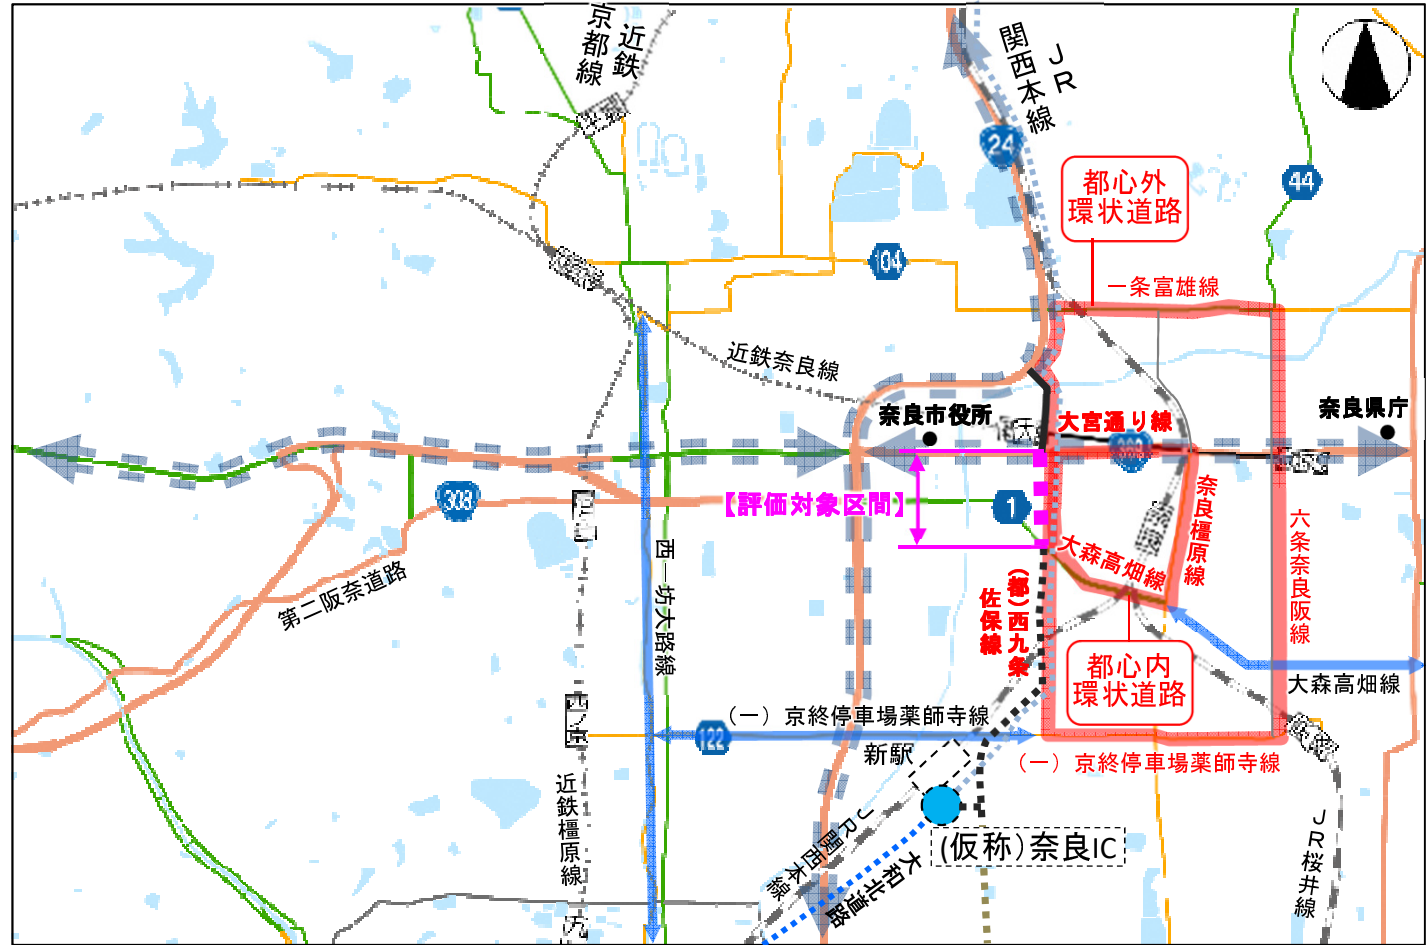 近鉄
京都線
JR
関西本線
24
44
都心外
環状道路
104
一条富雄線
近鉄奈良線
奈良市役所
大宮通り線
奈良県庁
308
【評価対象区間】
1
奈良橿原線
大森高畑線
六条奈良阪線
第二阪奈道路
西一坊大路線
(都)西九条
佐保線
都心内
環状道路
大森高畑線
西ノ京
122
(一)京終停車場薬師寺線
新駅
(一)京終停車場薬師寺線
近鉄橿原線
JR関西本線
大和北道路
(仮称)奈良IC
JR桜井線